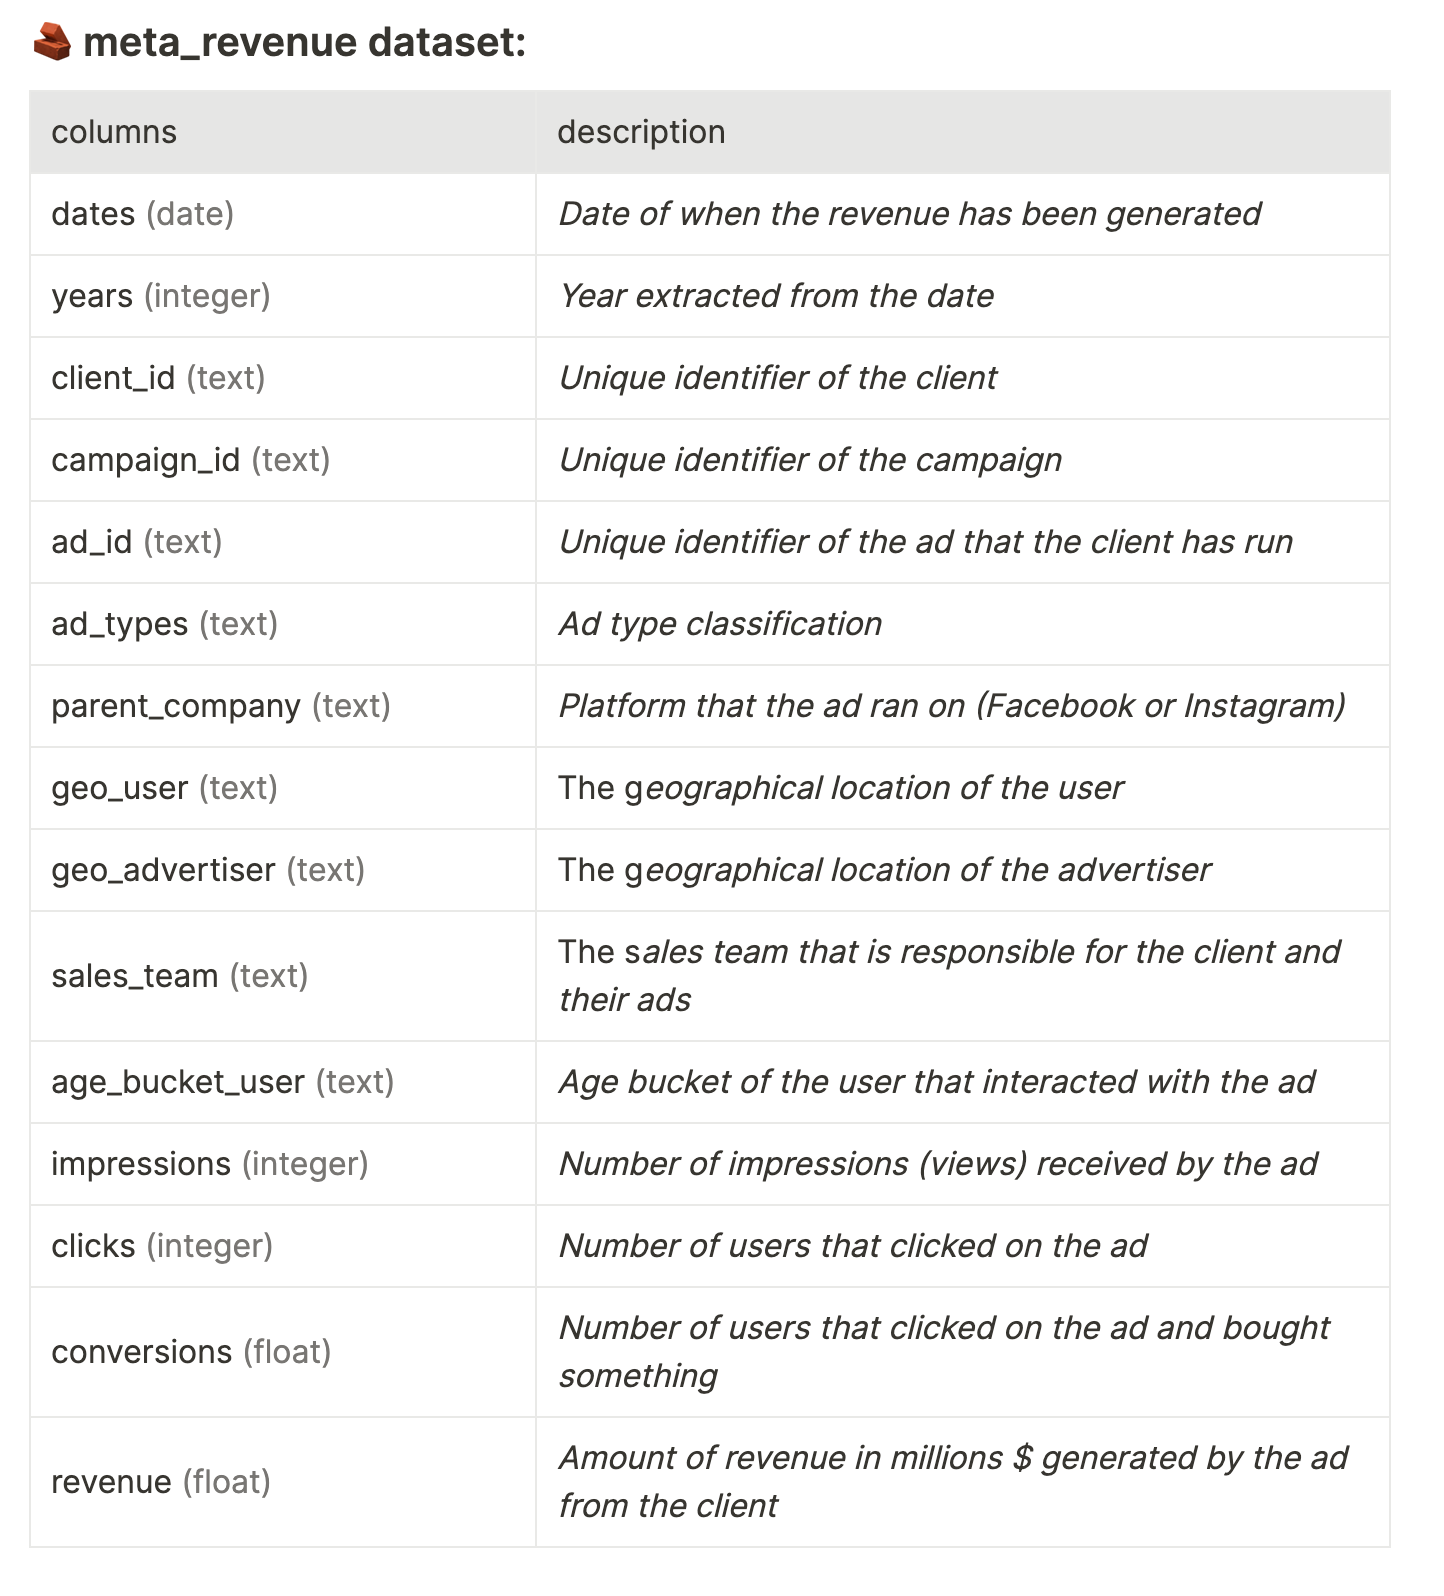 meta_revenue dataset:
columns
description
dates (date)
Date of when the revenue has been generated
years (integer)
Year extracted from the date
client_id (text)
Unique identifier of the client
campaign_id (text)
Unique identifier of the campaign
ad_id (text)
Unique identifier of the ad that the client has run
ad_types (text)
Ad type classification
parent_company (text)
Platform that the ad ran on (Facebook or Instagram)
geo_user (text)
The geographical location of the user
geo_advertiser (text)
The geographical location of the advertiser
sales_team (text)
The sales team that is responsible for the client and
their ads
age_bucket_user (text)
Age bucket of the user that interacted with the ad
impressions (integer)
Number of impressions (views) received by the ad
clicks (integer)
Number of users that clicked on the ad
conversions (float)
Number of users that clicked on the ad and bought
something
revenue (float)
Amount of revenue in millions $ generated by the ad
from the client